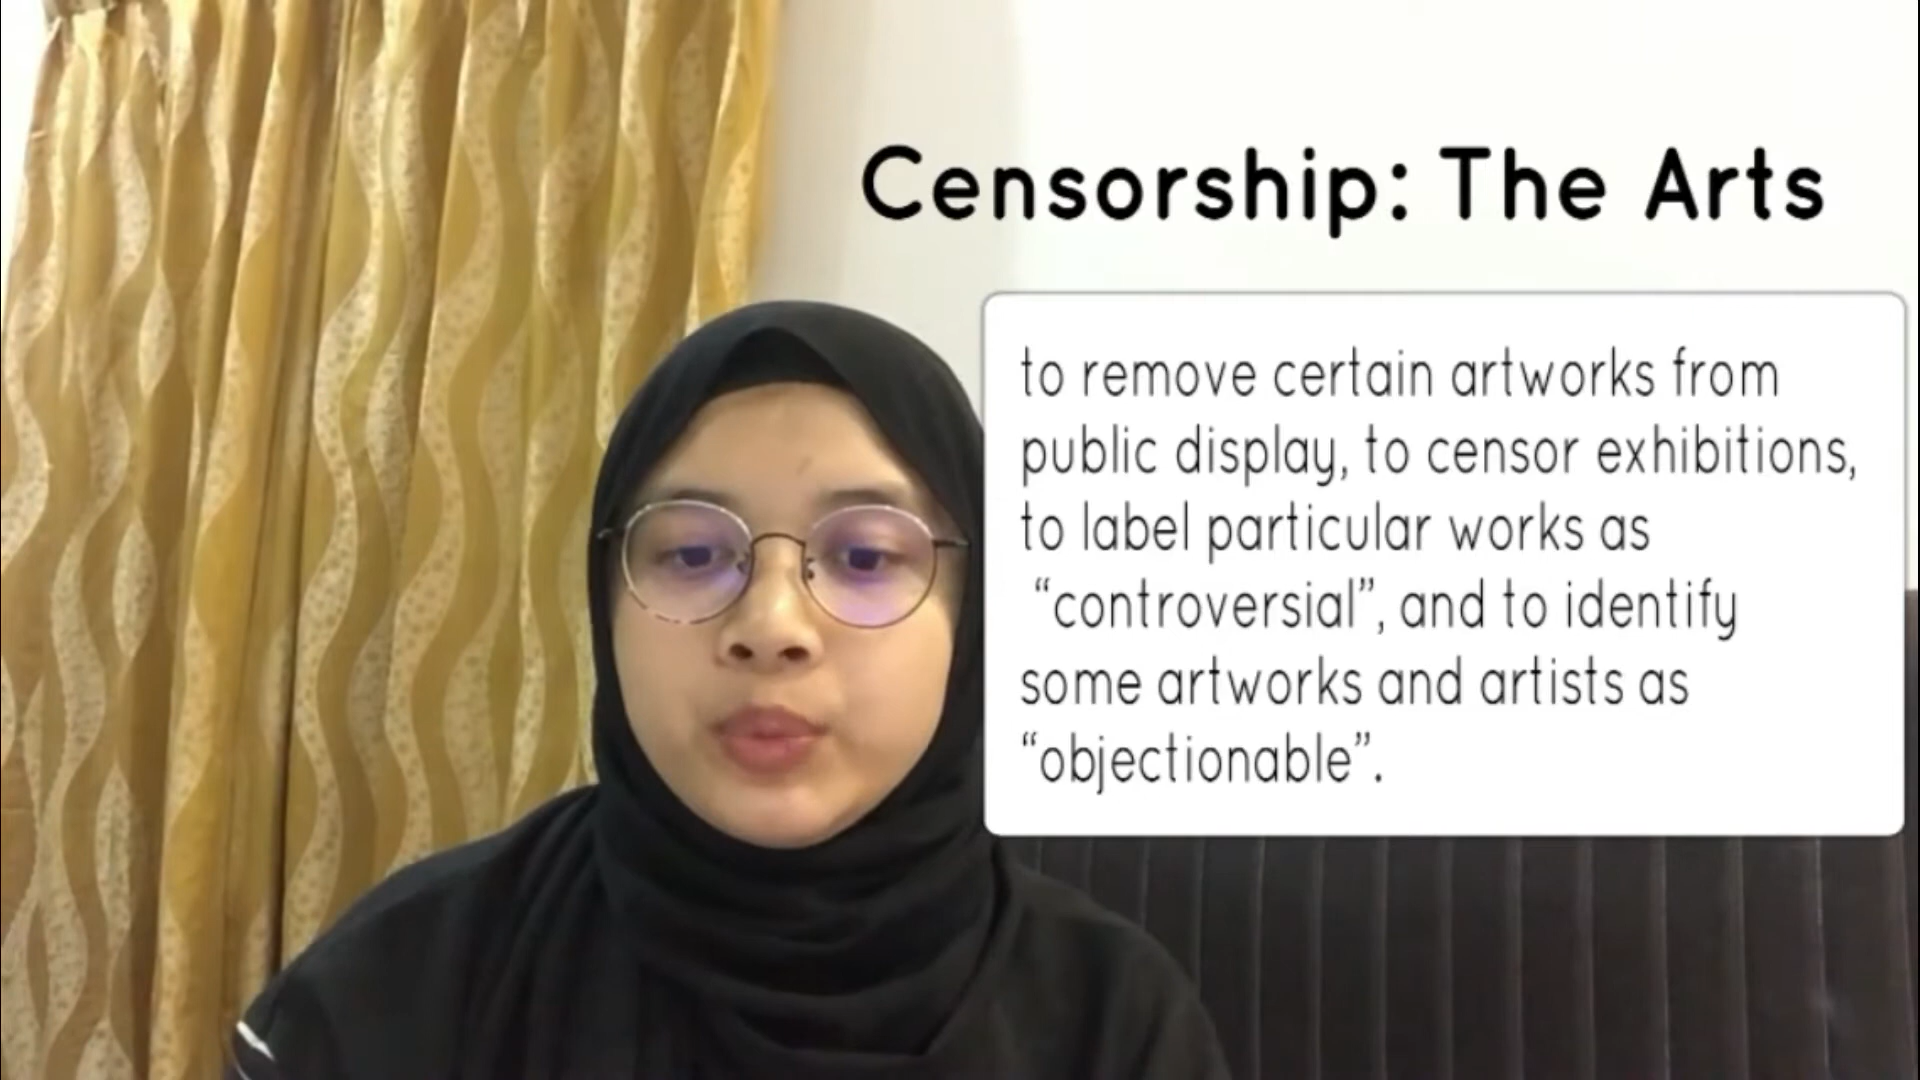 Censorship: The Arts
to remove certain artworks from
public display, to censor exhibitions,
to label particular works as
“controversial”, and to identify
some artworks and artists as
“objectionable”.